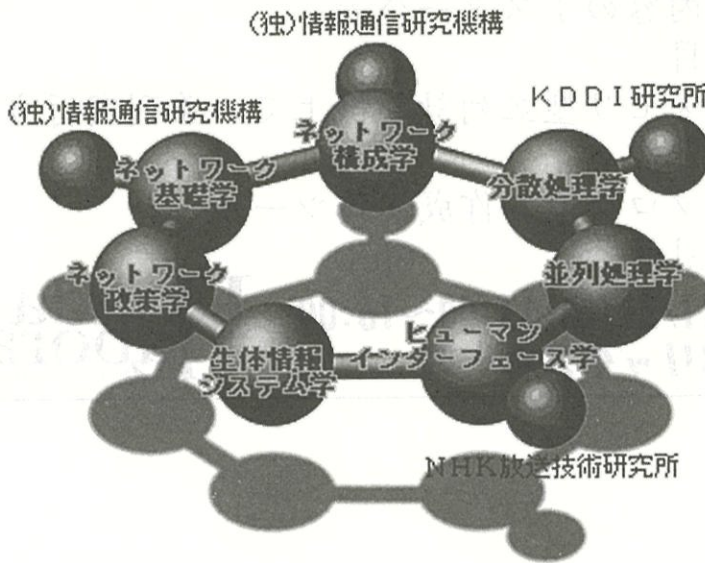 (独)情報通信研究機構
(独)情報通信研究機構
KDDI研究所
ネットワーク
構成学
ネットワーク
基礎学
分散処理学
ネットワーク
政策学
並列処理学
生体情報
システム学
ヒューマン
インターフェース学
NHK放送技術研究所